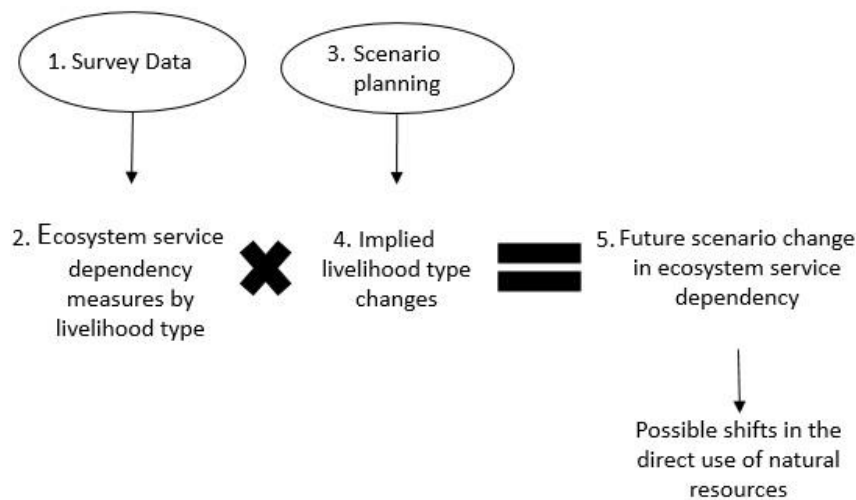 1. Survey Data
3. Scenario
planning
2. Ecosystem service
dependency
measures by
livelihood type
4. Implied
livelihood type
changes
5. Future scenario change
in ecosystem service
dependency
Possible shifts in the
direct use of natural
resources